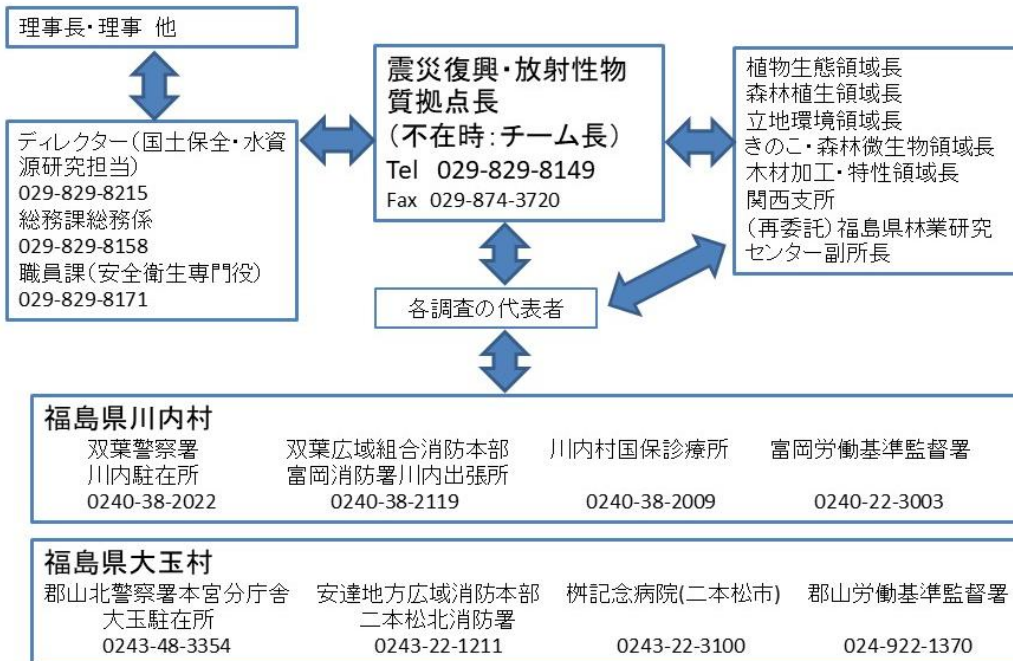 理事長・理事 他
ディレクター(国土保全・水資
源研究担当)
029-829-8215
総務課総務係
029-829-8158
職員課(安全衛生専門役)
029-829-8171
震災復興・放射性物
質拠点長
(不在時:チーム長)
Tel 029-829-8149
Fax 029-874-3720
植物生態領域長
森林植生領域長
立地環境領域長
きのこ・森林微生物領域長
木材加工・特性領域長
関西支所
(再委託)福島県林業研究
センター副所長
各調査の代表者
福島県川内村
双葉警察署
川内駐在所
0240-38-2022
双葉広域組合消防本部
富岡消防署川内出張所
0240-38-2119
川内村国保診療所
0240-38-2009
富岡労働基準監督署
0240-22-3003
福島県大玉村
郡山北警察署本宮分庁舎
大玉駐在所
0243-48-3354
安達地方広域消防本部
二本松北消防署
0243-22-1211
桝記念病院(二本松市)
0243-22-3100
郡山労働基準監督署
024-922-1370